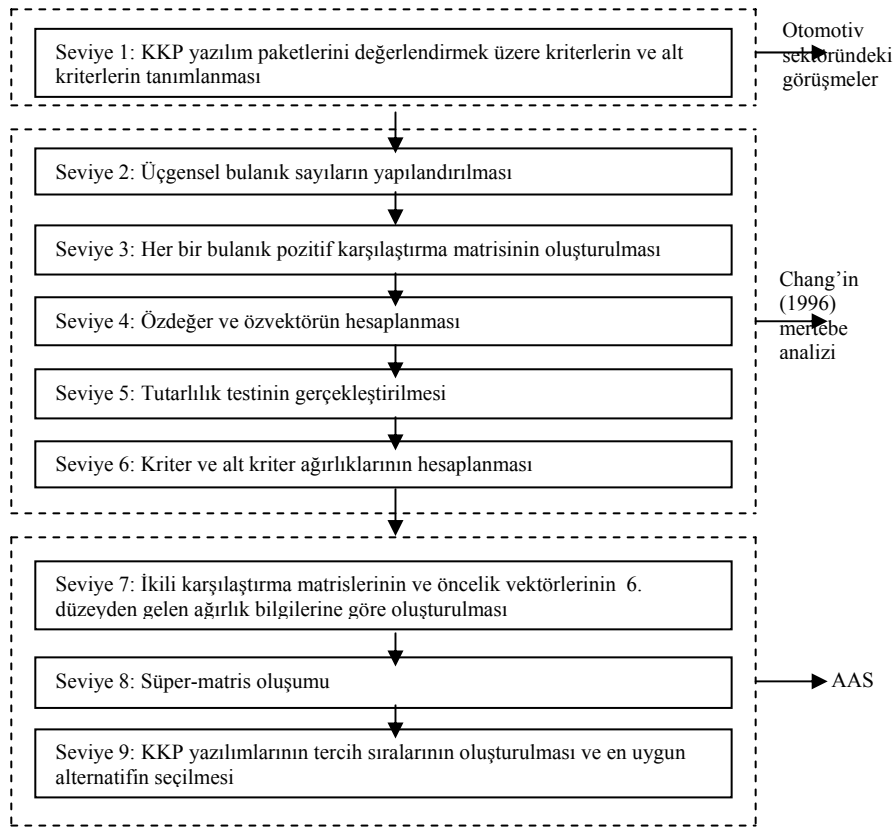 Seviye 1: KKP yazılım paketlerini değerlendirmek üzere kriterlerin ve alt
kriterlerin tanımlanması
Otomotiv
sektöründeki
görüşmeler
Seviye 2: Üçgensel bulanık sayıların yapılandırılması
Seviye 3: Her bir bulanık pozitif karşılaştırma matrisinin oluşturulması
Seviye 4: Özdeğer ve özvektörün hesaplanması
Seviye 5: Tutarlılık testinin gerçekleştirilmesi
Seviye 6: Kriter ve alt kriter ağırlıklarının hesaplanması
Chang’in
(1996)
mertebe
analizi
Seviye 7: İkili karşılaştırma matrislerinin ve öncelik vektörlerinin 6.
düzeyden gelen ağırlık bilgilerine göre oluşturulması
Seviye 8: Süper-matris oluşumu
Seviye 9: KKP yazılımlarının tercih sıralarının oluşturulması ve en uygun
alternatifin seçilmesi
AAS